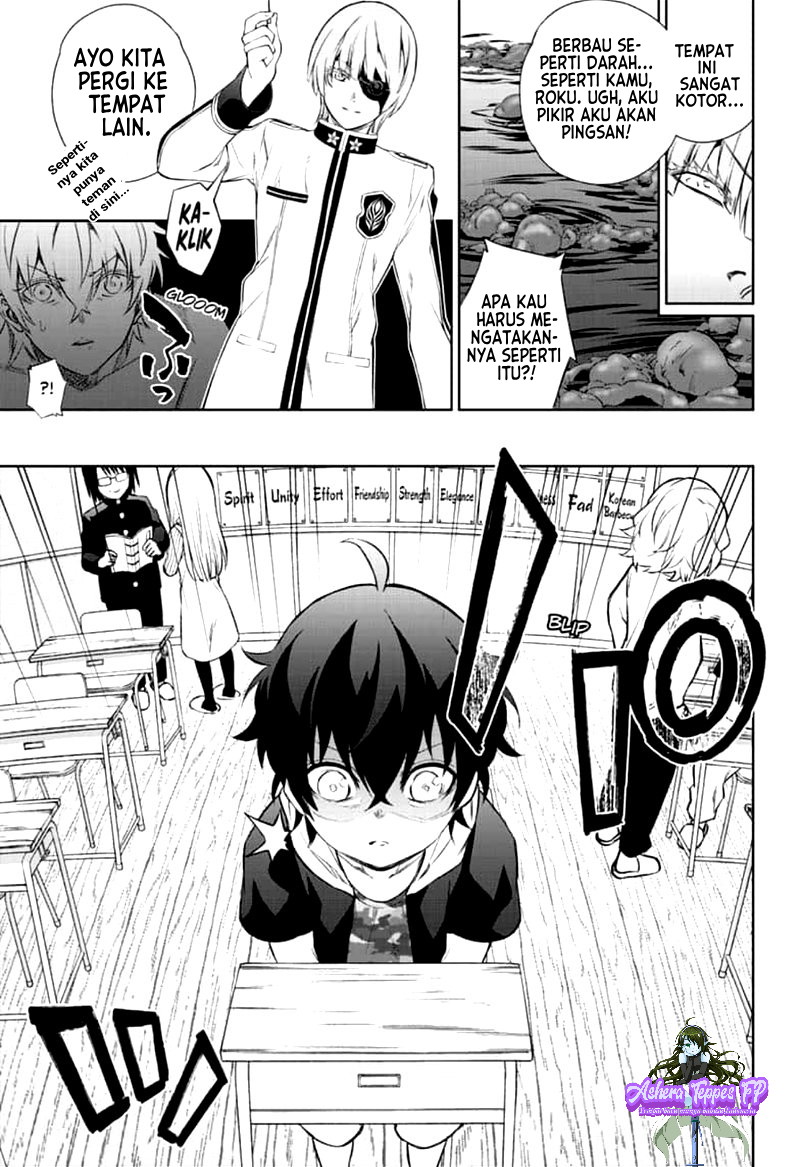 TEMPAT
INI
SANGAT
KOTOR...
BERBAU SE-
PERTI DARAH...
SEPERTI KAMU,
ROKU. UGH, AKU
PIKIR AKU AKAN
PINGSAN!
APA KAU
HARUS ME-
NGATAKAN-
NYA SEPERTI
ITU?!
AYO KITA
PERGI KE
TEMPAT
LAIN.
Seperti-
nya kita
punya
teman
di sini...
KA-
KLIK
GLOOOM
?!
Spirit
Unity
Effort
Friendship
Strength
Elegance
Fad
Korean
Barbecue
BLIP
Ashera Teppes FP